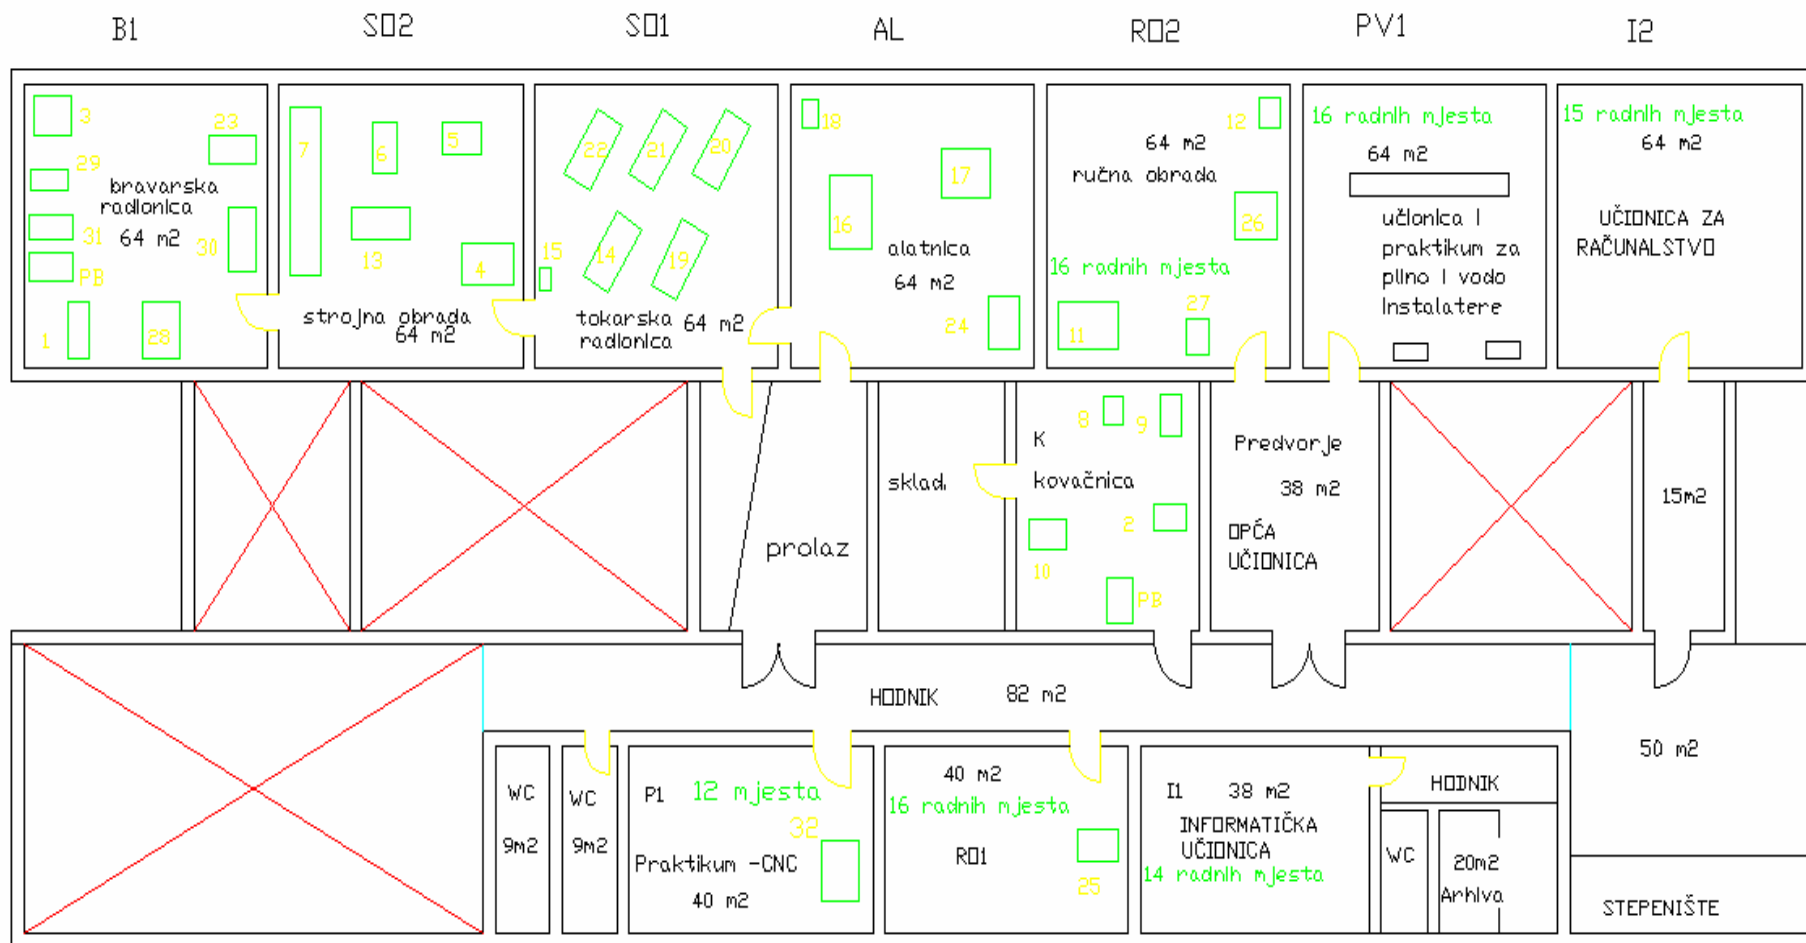 B1
SO2
SO1
AL
RO2
PV1
I2
3
23
29
bravarska
radionica
64 m2
31
30
PB
1
28
7
6
5
13
4
strojna obrada
64 m2
22
21
20
15
14
19
tokarska 64 m2
radionica
18
17
16
alatnica
64 m2
24
12
64 m2
ručna obrada
26
16 radnih mjesta
27
11
16 radnih mjesta
64 m2
učionica i
praktikum za
plino i vodo
instalatere
15 radnih mjesta
64 m2
UČIONICA ZA
RAČUNALSTVO
prolaz
sklad.
8
9
K
kovačnica
2
10
PB
Predvorje
38 m2
OPĆA
UČIONICA
15m2
HODNIK 82 m2
50 m2
STEPENIŠTE
WC
9m2
WC
9m2
P1 12 mjesta
32
Praktikum -CNC
40 m2
40 m2
16 radnih mjesta
RO1
25
I1 38 m2
INFORMATIČKA
UČIONICA
14 radnih mjesta
HODNIK
WC
20m2
Arhiva